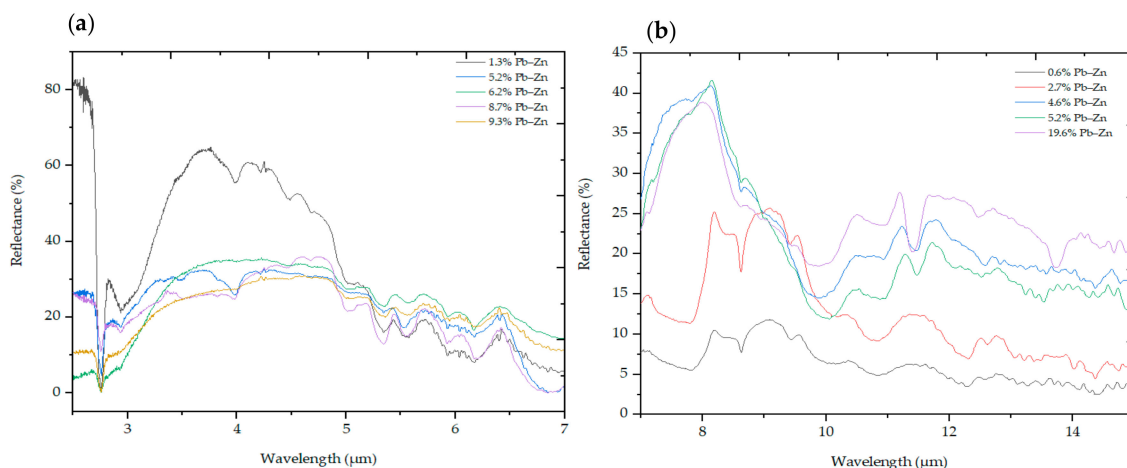 (a)
1.3% Pb–Zn
5.2% Pb–Zn
6.2% Pb–Zn
8.7% Pb–Zn
9.3% Pb–Zn
80
60
40
20
0
Reflectance (%)
3 4 5 6 7
Wavelength (μm)
(b)
0.6% Pb–Zn
2.7% Pb–Zn
4.6% Pb–Zn
5.2% Pb–Zn
19.6% Pb–Zn
45
40
35
30
25
20
15
10
5
0
Reflectance (%)
8 10 12 14
Wavelength (μm)